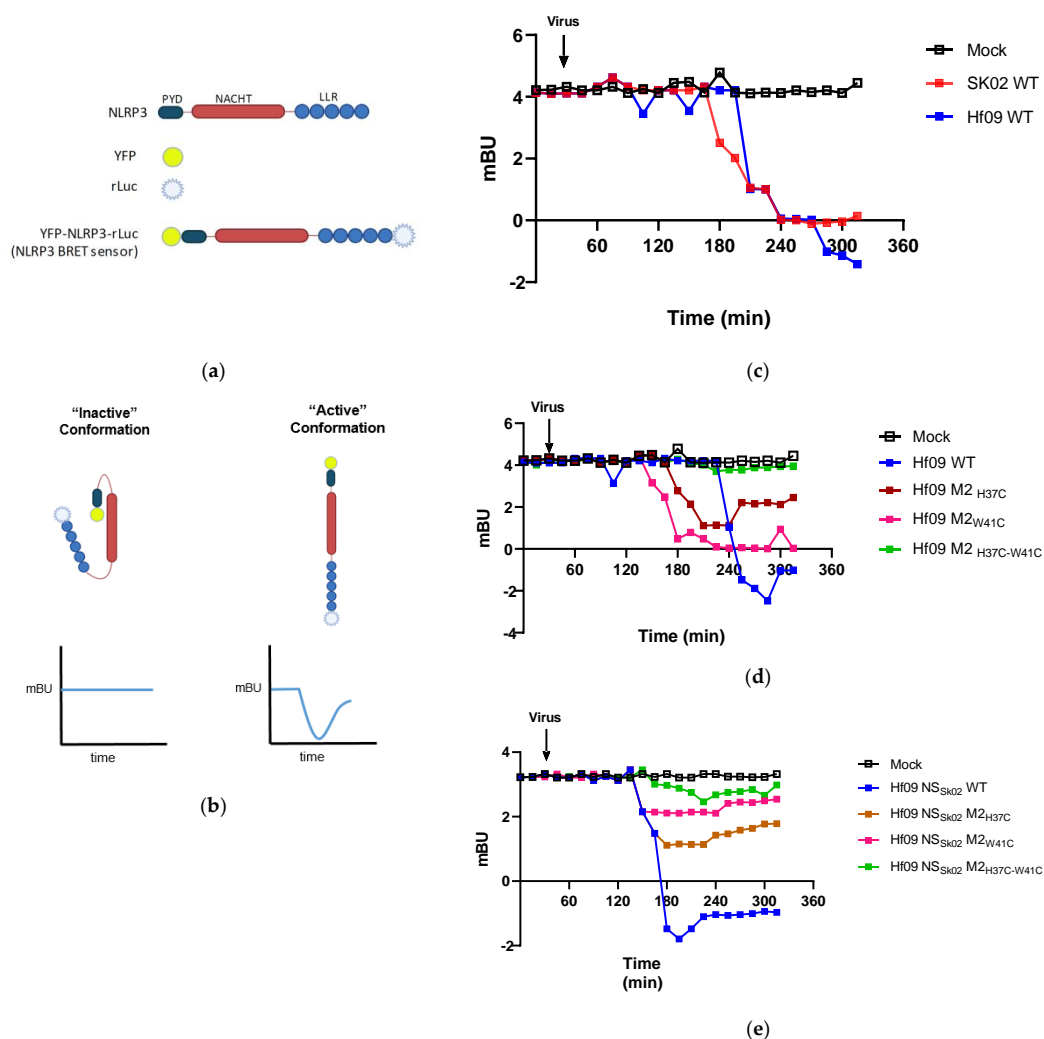 (a)
PYD NACHT LLR
NLRP3
YFP
rLuc
YFP-NLRP3-rLuc
(NLRP3 BRET sensor)
"Inactive"
Conformation
"Active"
Conformation
mBU
time
mBU
time
(b)
Virus
6
4
2
0
-2
mBU
60 120 180 240 300 360
Time (min)
Mock
SK02 WT
Hf09 WT
(c)
Virus
6
4
2
0
-2
-4
mBU
60 120 180 240 300 360
Time (min)
Mock
Hf09 WT
Hf09 M2 H37C
Hf09 M2W41C
Hf09 M2 H37C-W41C
(d)
Virus
4
2
0
-2
mBU
60 120 180 240 300 360
Time
(min)
Mock
Hf09 NSSk02 WT
Hf09 NSSk02 M2H37C
Hf09 NSSk02 M2W41C
Hf09 NSSk02 M2H37C-W41C
(e)